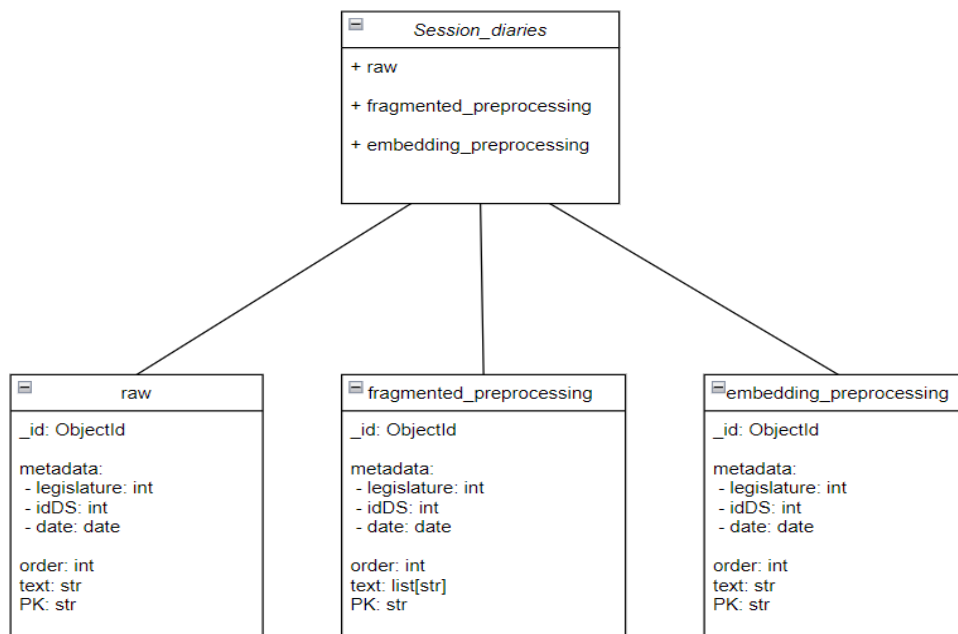 Session_diaries
+ raw
+ fragmented_preprocessing
+ embedding_preprocessing
raw
_id: ObjectId
metadata:
- legislature: int
- idDS: int
- date: date
order: int
text: str
PK: str
fragmented_preprocessing
_id: ObjectId
metadata:
- legislature: int
- idDS: int
- date: date
order: int
text: list[str]
PK: str
embedding_preprocessing
_id: ObjectId
metadata:
- legislature: int
- idDS: int
- date: date
order: int
text: str
PK: str